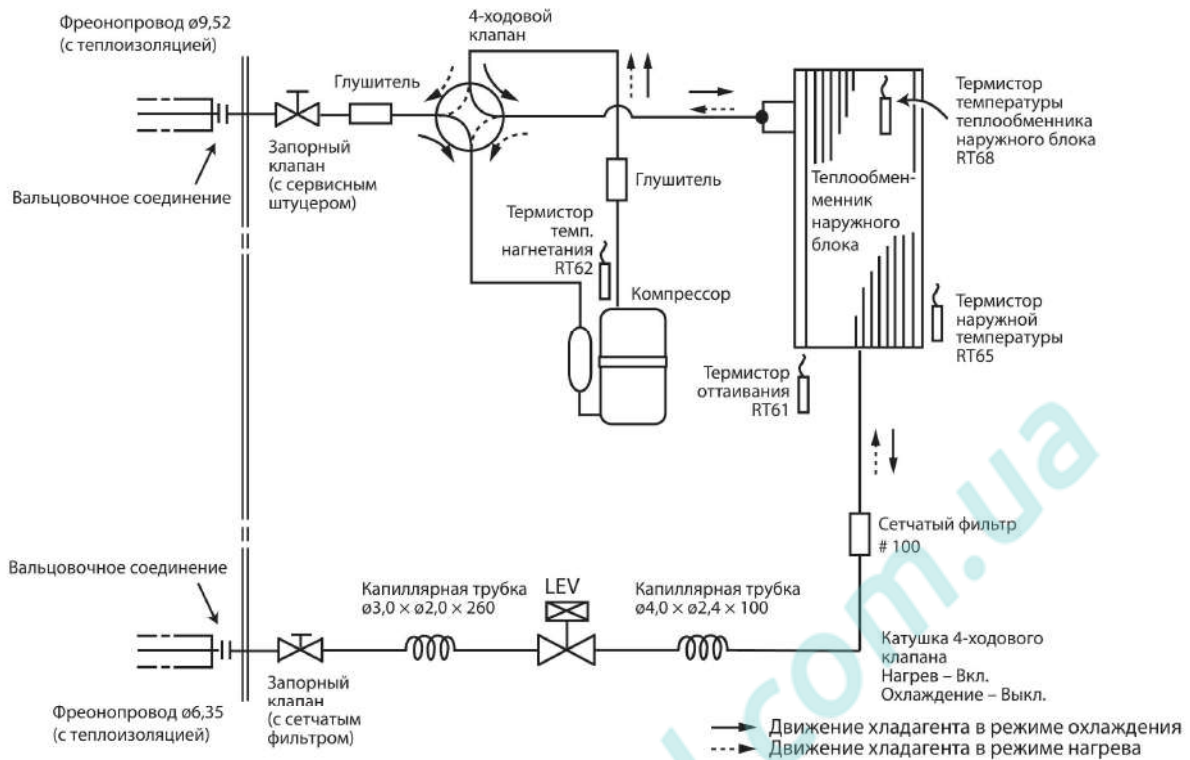 Фреонопровод ø9,52
(с теплоизоляцией)
4-ходовой
клапан
Глушитель
Термистор
температуры
теплообменника
наружного блока
RT68
Запорный
клапан
(с сервисным
штуцером)
Вальцовочное соединение
Глушитель
Теплообмен-
менник
наружного
блока
Термистор
темп.
нагнетания
RT62
Компрессор
Термистор
наружной
температуры
RT65
Термистор
оттаивания
RT61
Сетчатый фильтр
# 100
Вальцовочное соединение
Капиллярная трубка
ø3,0 × ø2,0 × 260
LEV
Капиллярная трубка
ø4,0 × ø2,4 × 100
Катушка 4-ходового
клапана
Нагрев – Вкл.
Охлаждение – Выкл.
Запорный
клапан
(с сетчатым
фильтром)
Фреонопровод ø6,35
(с теплоизоляцией)
Движение хладагента в режиме охлаждения
Движение хладагента в режиме нагрева
.com.ua